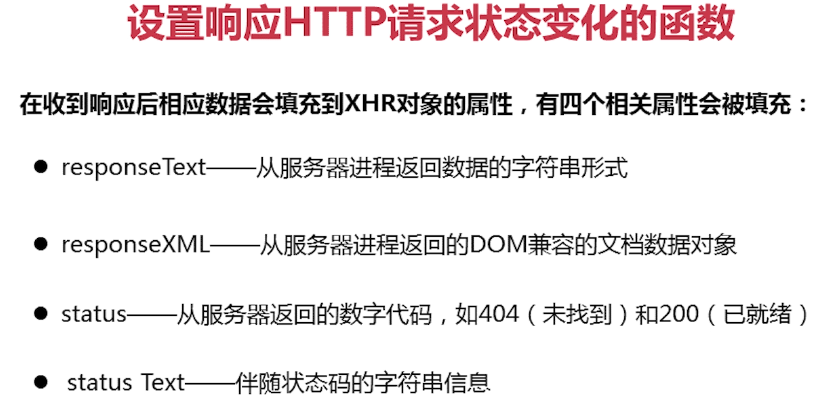 设置响应HTTP请求状态变化的函数
在收到响应后相应数据会填充到XHR对象的属性，有四个相关属性会被填充：
● responseText——从服务器进程返回数据的字符串形式
● responseXML——从服务器进程返回的DOM兼容的文档数据对象
● status——从服务器返回的数字代码，如404（未找到）和200（已就绪）
● status Text——伴随状态码的字符串信息